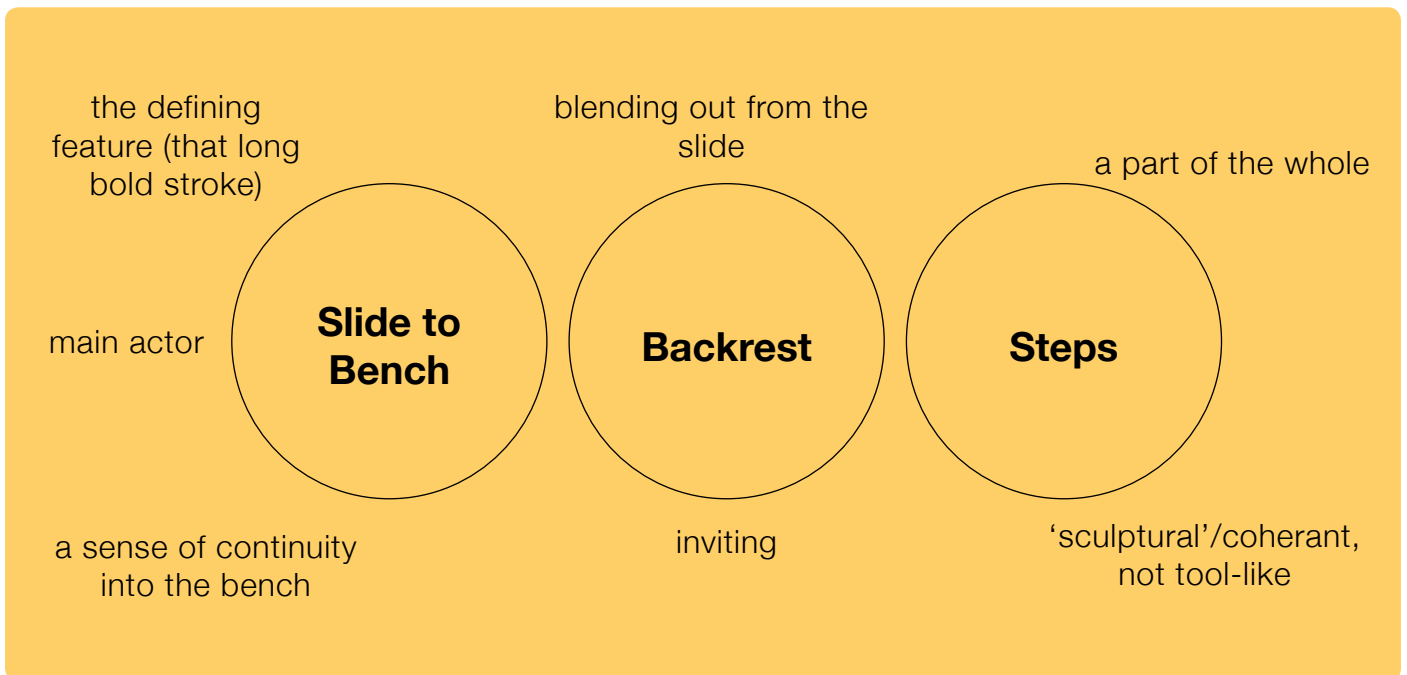 the defining
feature (that long
bold stroke)
main actor
Slide to
Bench
a sense of continuity
into the bench
blending out from the
slide
Backrest
inviting
a part of the whole
Steps
‘sculptural’/coherant,
not tool-like